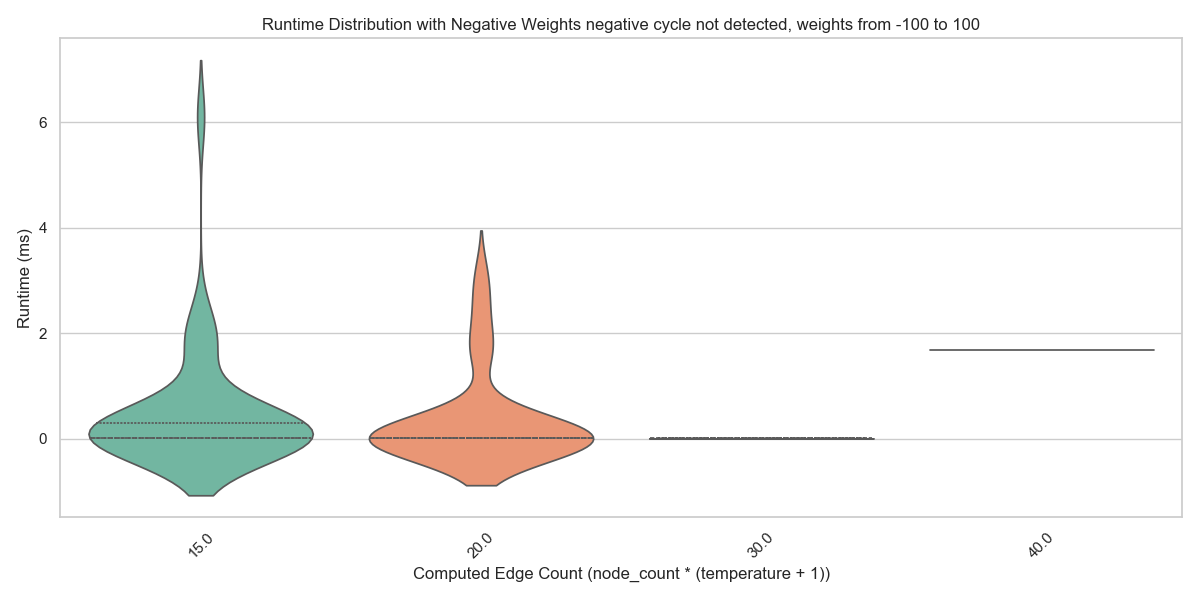 Runtime Distribution with Negative Weights negative cycle not detected, weights from -100 to 100
Runtime (ms)
6
4
2
0
15.0
20.0
30.0
40.0
Computed Edge Count (node_count * (temperature + 1))